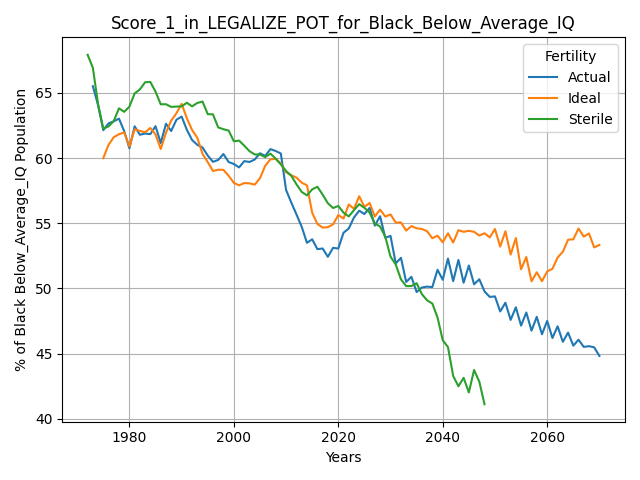 Score_1_in_LEGALIZE_POT_for_Black_Below_Average_IQ
% of Black Below_Average_IQ Population
65
60
55
50
45
40
Fertility
Actual
Ideal
Sterile
1980 2000 2020 2040 2060
Years